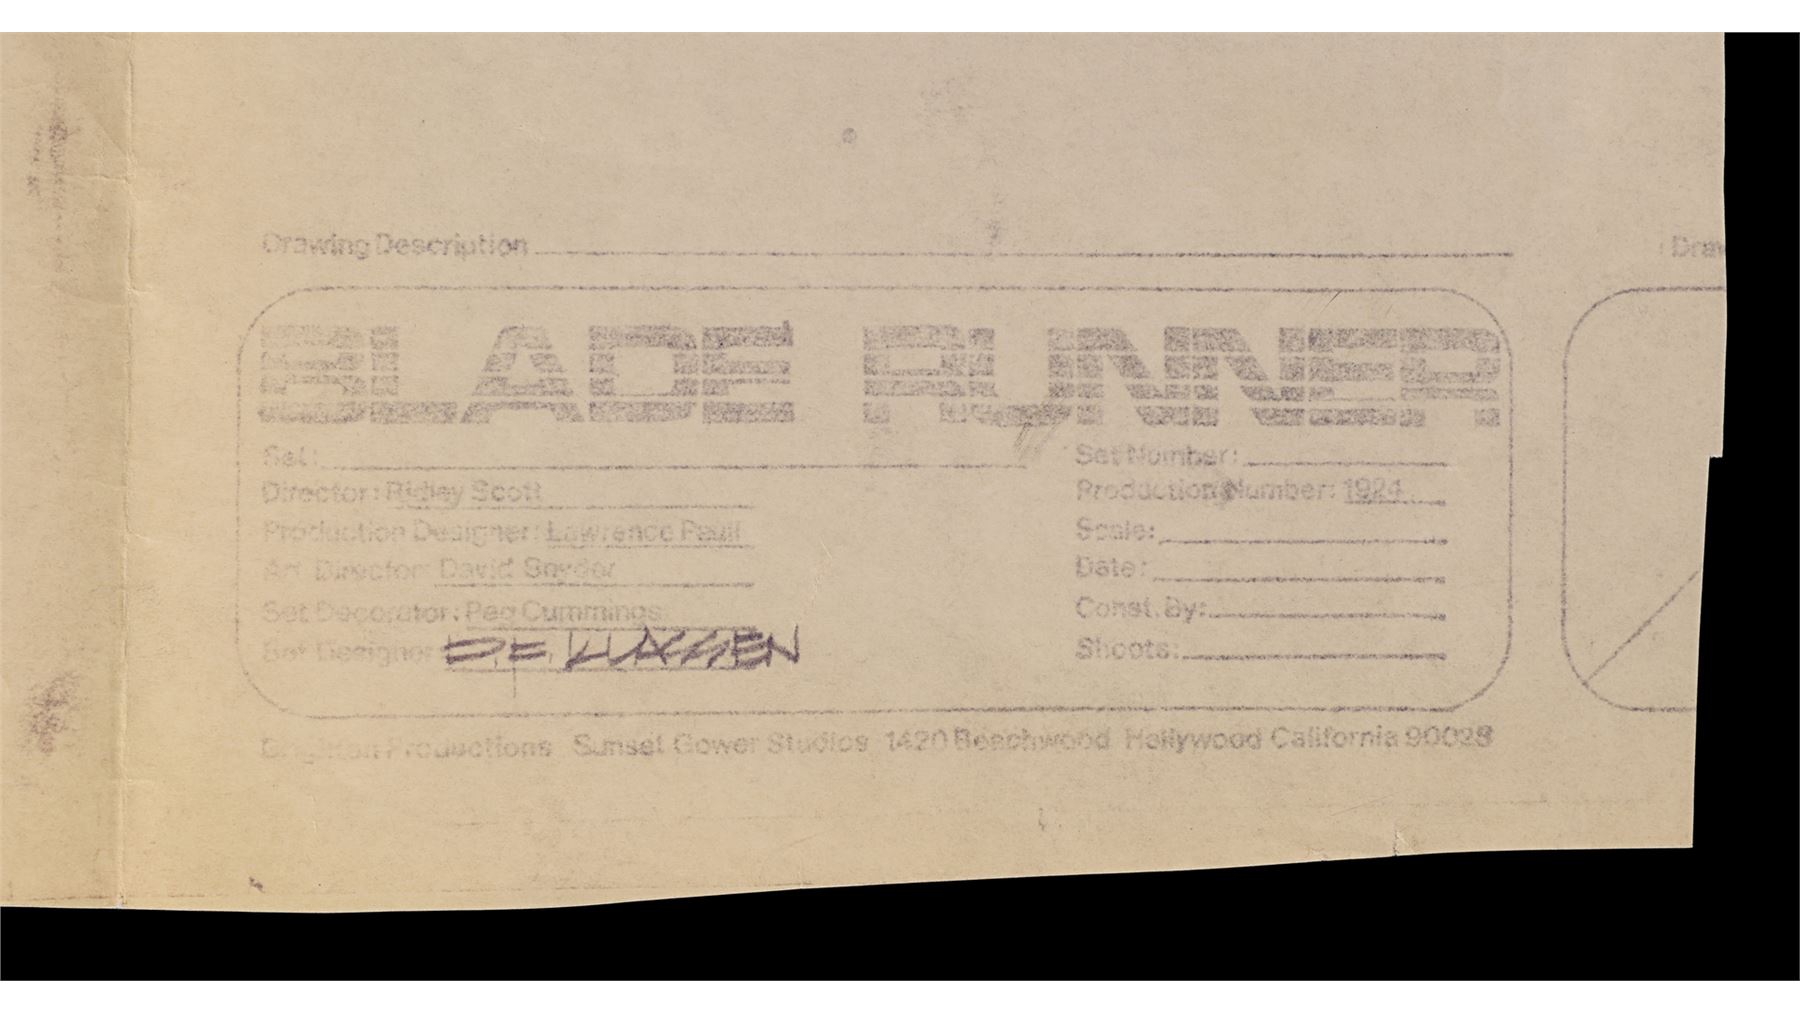 Drawing Description
Draw
BLADE RUNNER
Set:
Set Number:
Director: Ridley Scott
Production Number: 1924
Production Designer: Lawrence Paull
Scale:
Art Director: David Snyder
Date:
Set Decorator: Peg Cummings
Const. By:
Set Designer
Shoots:
Brighton Productions Sunset Gower Studios 1420 Beachwood Hollywood California 90028